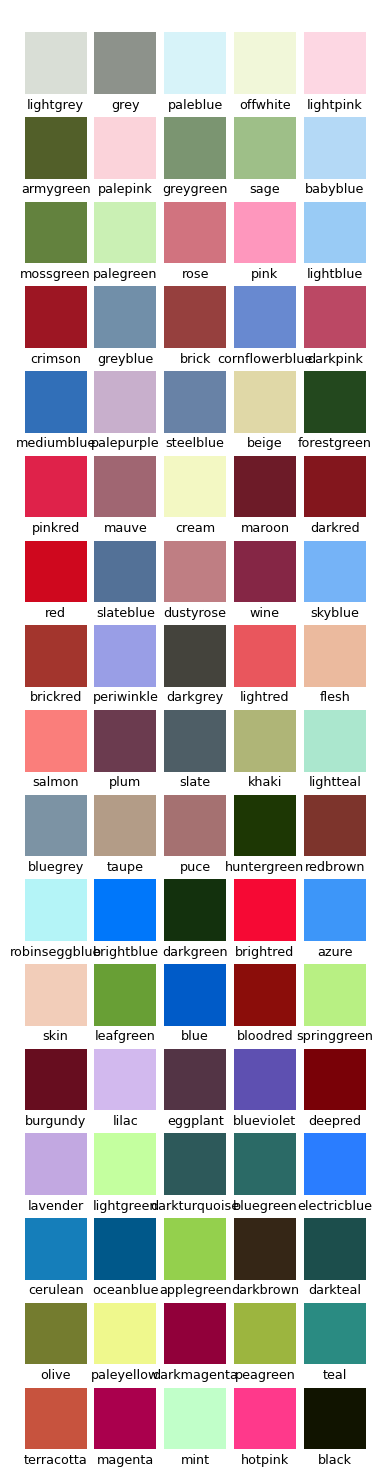 lightgrey grey paleblue offwhite lightpink
armygreen palepink greygreen sage babyblue
mossgreen palegreen rose pink lightblue
crimson greyblue brick cornflowerblue darkpink
mediumblue palepurple steelblue beige forestgreen
pinkred mauve cream maroon darkred
red slateblue dustyrose wine skyblue
brickred periwinkle darkgrey lightred flesh
salmon plum slate khaki lightteal
bluegrey taupe puce huntergreen redbrown
robinseggblue brightblue darkgreen brightred azure
skin leafgreen blue bloodred springgreen
burgundy lilac eggplant blueviolet deepred
lavender lightgreen darkturquoise bluegreen electricblue
cerulean oceanblue applegreen darkbrown darkteal
olive paleyellow darkmagenta peagreen teal
terracotta magenta mint hotpink black